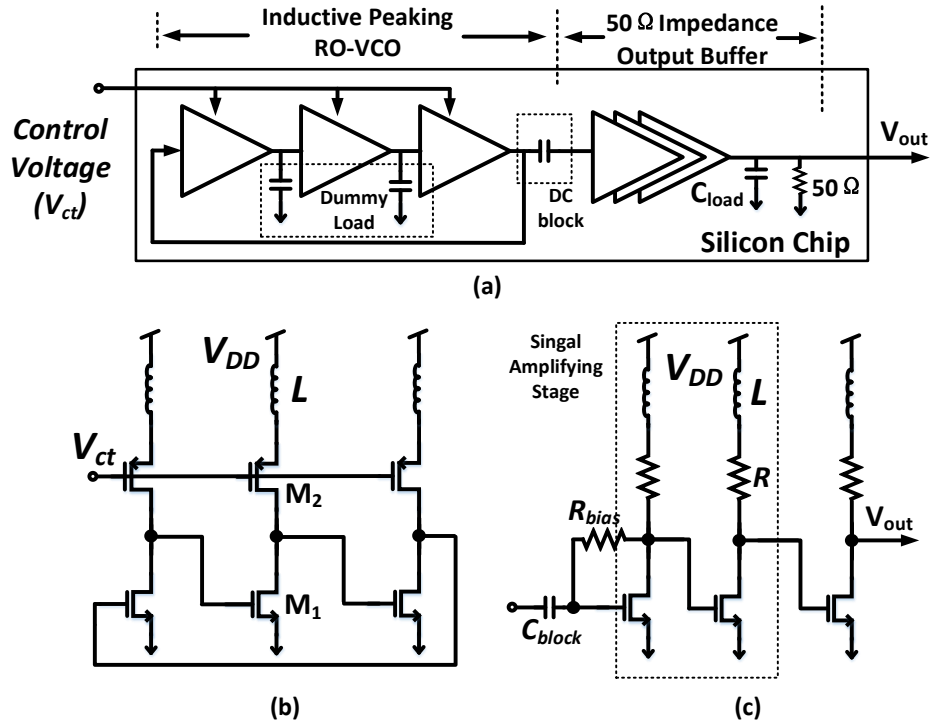 Inductive Peaking
RO-VCO
50 Ω Impedance
Output Buffer
Control
Voltage
(Vct)
Dummy
Load
DC
block
Cload
50 Ω
Vout
Silicon Chip
(a)
VDD
L
Vct
M2
M1
(b)
Singal
Amplifying
Stage
VDD
L
R
Rbias
Vout
Cblock
(c)